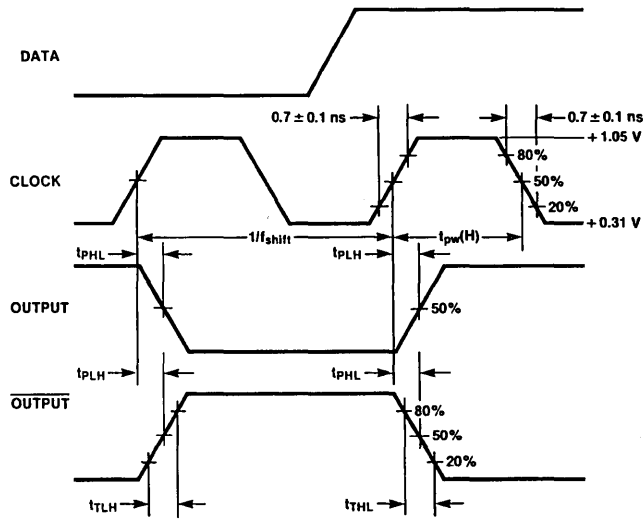 DATA
0.7 ± 0.1 ns
0.7 ± 0.1 ns
+ 1.05 V
80%
CLOCK
50%
20%
+ 0.31 V
1/fshift
tpw(H)
tPHL
tPLH
OUTPUT
50%
tPLH
tPHL
OUTPUT
80%
50%
20%
tTLH
tTHL